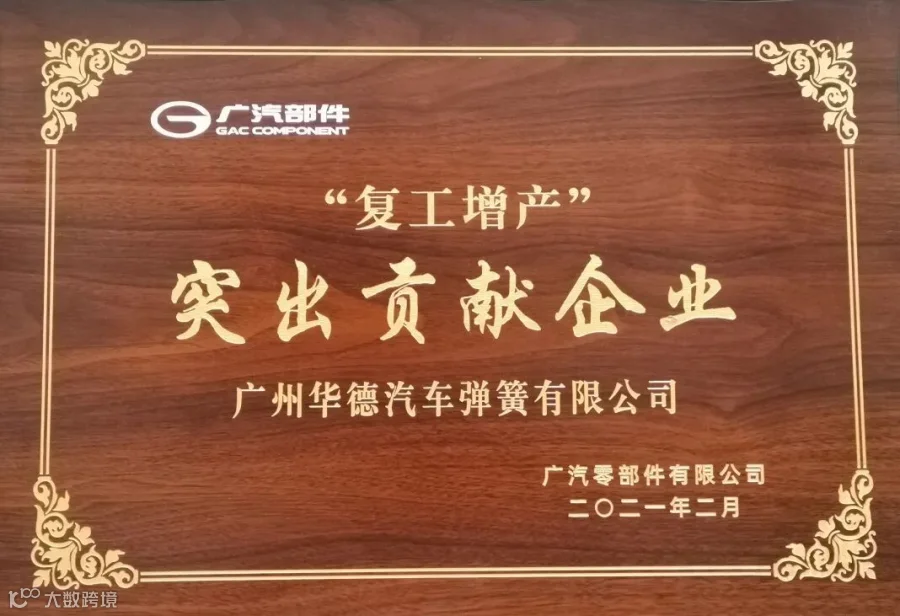 广汽部件
GAC COMPONENT
“复工增产”
突出贡献企业
广州华德汽车弹簧有限公司
广汽零部件有限公司
二〇二一年二月
大数跨境